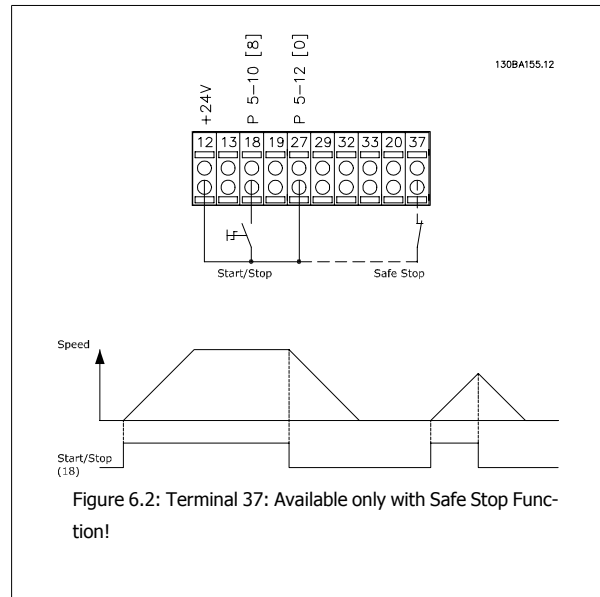 130BA155.12
+24V
P 5-10 [8]
P 5-12 [0]
12 13 18 19 27 29 32 33 20 37
Start/Stop
Safe Stop
Speed
Start/Stop
(18)
Figure 6.2: Terminal 37: Available only with Safe Stop Func-
tion!